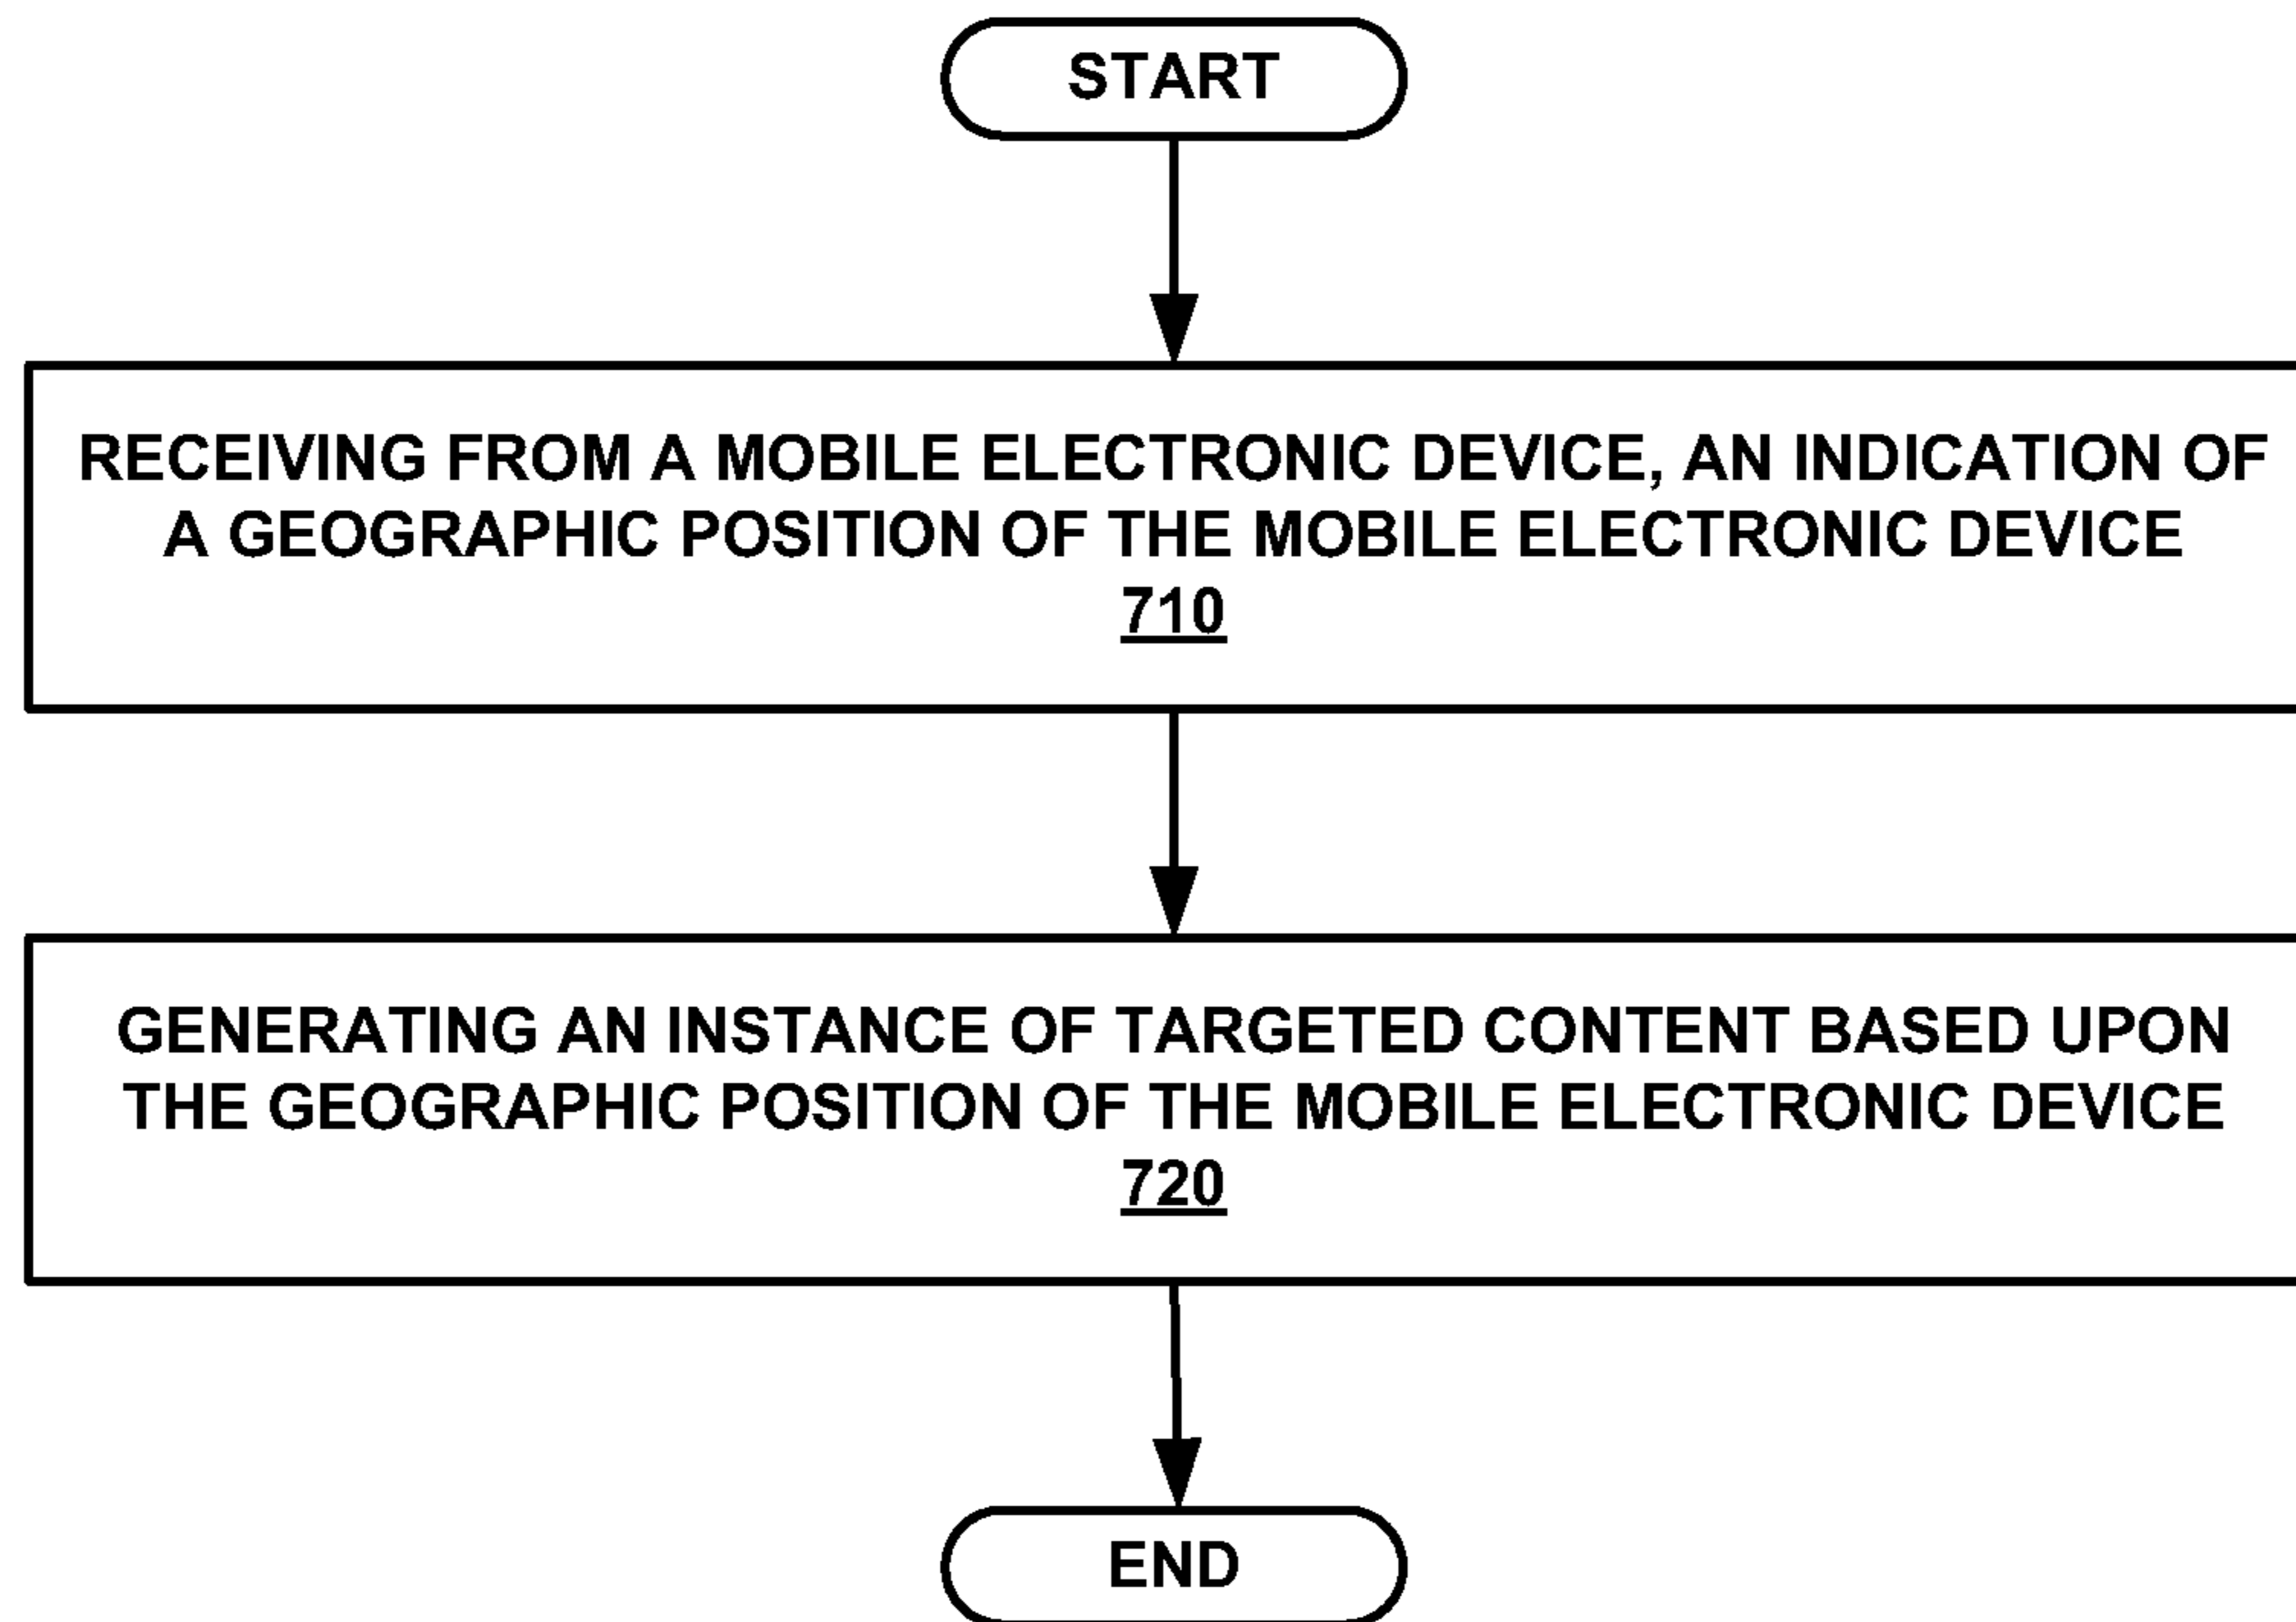 START
RECEIVING FROM A MOBILE ELECTRONIC DEVICE, AN INDICATION OF
A GEOGRAPHIC POSITION OF THE MOBILE ELECTRONIC DEVICE
710
GENERATING AN INSTANCE OF TARGETED CONTENT BASED UPON
THE GEOGRAPHIC POSITION OF THE MOBILE ELECTRONIC DEVICE
720
END